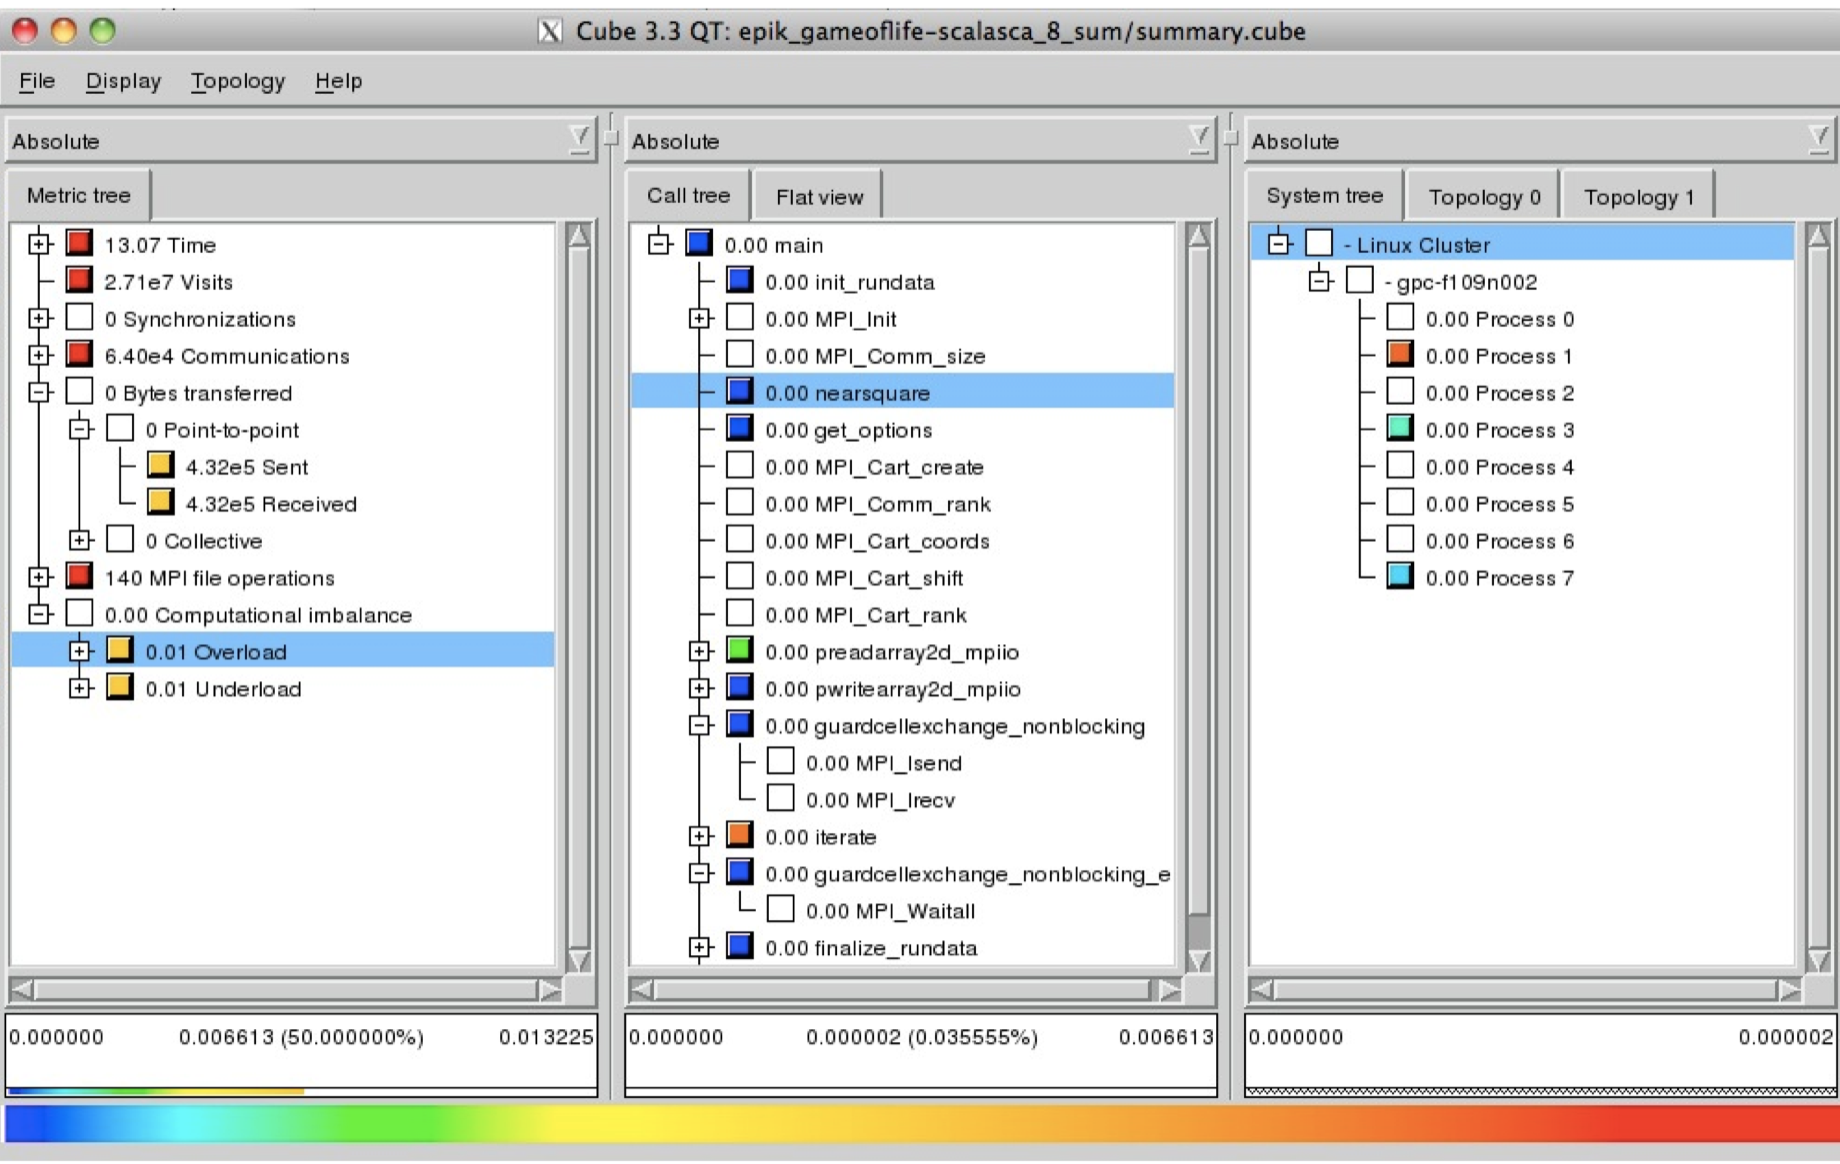 X Cube 3.3 QT: epik_gameoflife-scalasca_8_sum/summary.cube
File Display Topology Help
Absolute
Metric tree
13.07 Time
2.71e7 Visits
0 Synchronizations
6.40e4 Communications
0 Bytes transferred
0 Point-to-point
4.32e5 Sent
4.32e5 Received
0 Collective
140 MPI file operations
0.00 Computational imbalance
0.01 Overload
0.01 Underload
0.000000 0.006613 (50.000000%) 0.013225
Absolute
Call tree Flat view
0.00 main
0.00 init_rundata
0.00 MPI_Init
0.00 MPI_Comm_size
0.00 nearsquare
0.00 get_options
0.00 MPI_Cart_create
0.00 MPI_Comm_rank
0.00 MPI_Cart_coords
0.00 MPI_Cart_shift
0.00 MPI_Cart_rank
0.00 preadarray2d_mpiio
0.00 pwritearray2d_mpiio
0.00 guardcellexchange_nonblocking
0.00 MPI_Isend
0.00 MPI_Irecv
0.00 iterate
0.00 guardcellexchange_nonblocking_e
0.00 MPI_Waitall
0.00 finalize_rundata
0.000000 0.000002 (0.035555%) 0.006613
Absolute
System tree Topology 0 Topology 1
- Linux Cluster
- gpc-f109n002
0.00 Process 0
0.00 Process 1
0.00 Process 2
0.00 Process 3
0.00 Process 4
0.00 Process 5
0.00 Process 6
0.00 Process 7
0.000000 0.000002